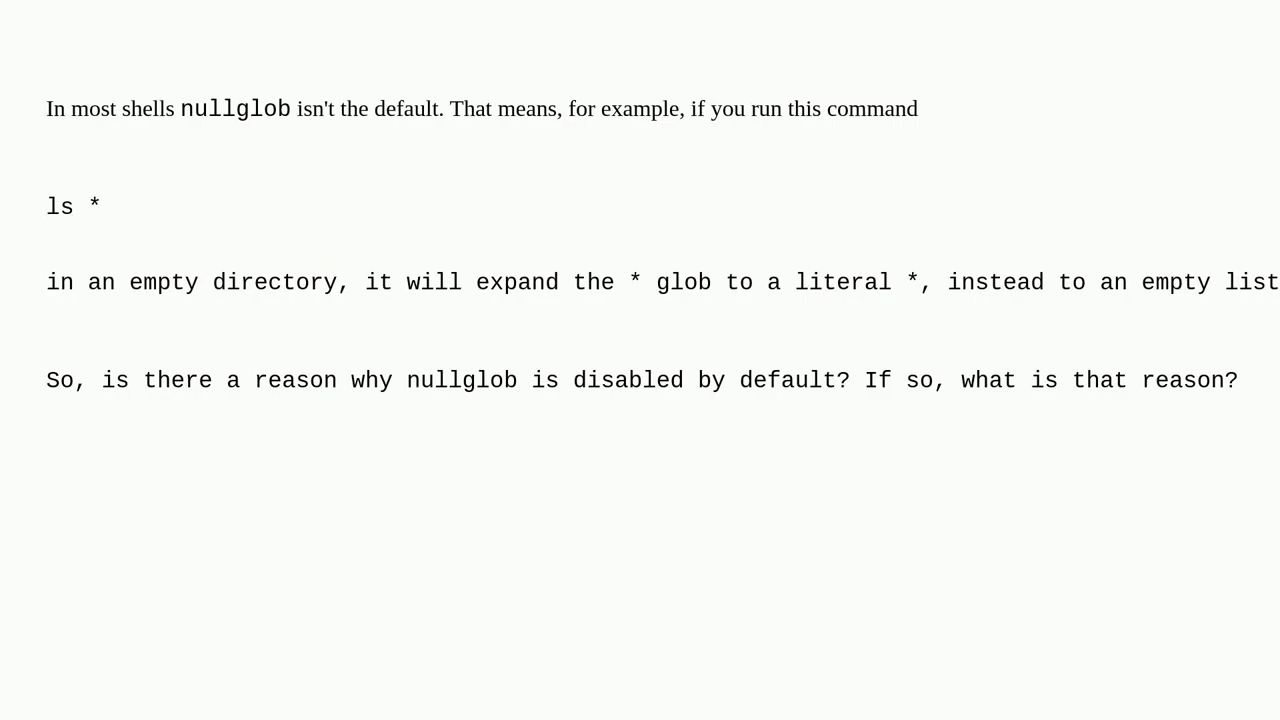 In most shells nullglob isn't the default. That means, for example, if you run this command
ls *
in an empty directory, it will expand the * glob to a literal *, instead to an empty list
So, is there a reason why nullglob is disabled by default? If so, what is that reason?